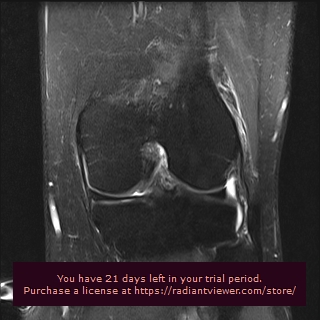 You have 21 days left in your trial period.
Purchase a license at https://radiantviewer.com/store/